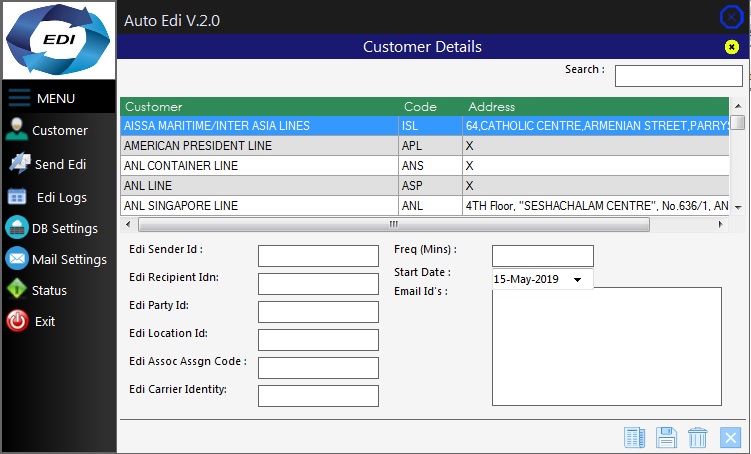 EDI
Auto Edi V.2.0
Customer Details
MENU
Customer
Send Edi
Edi Logs
DB Settings
Mail Settings
Status
Exit
Search :
Customer Code Address
AISSA MARITIME/INTER ASIA LINES ISL 64,CATHOLIC CENTRE,ARMENIAN STREET,PARRYS
AMERICAN PRESIDENT LINE APL X
ANL CONTAINER LINE ANS X
ANL LINE ASP X
ANL SINGAPORE LINE ANL 4TH Floor, "SESHACHALAM CENTRE", No.636/1, AN
Edi Sender Id :
Edi Recipient Idn:
Edi Party Id:
Edi Location Id:
Edi Assoc Assgn Code :
Edi Carrier Identity:
Freq (Mins) :
Start Date : 15-May-2019
Email Id's :